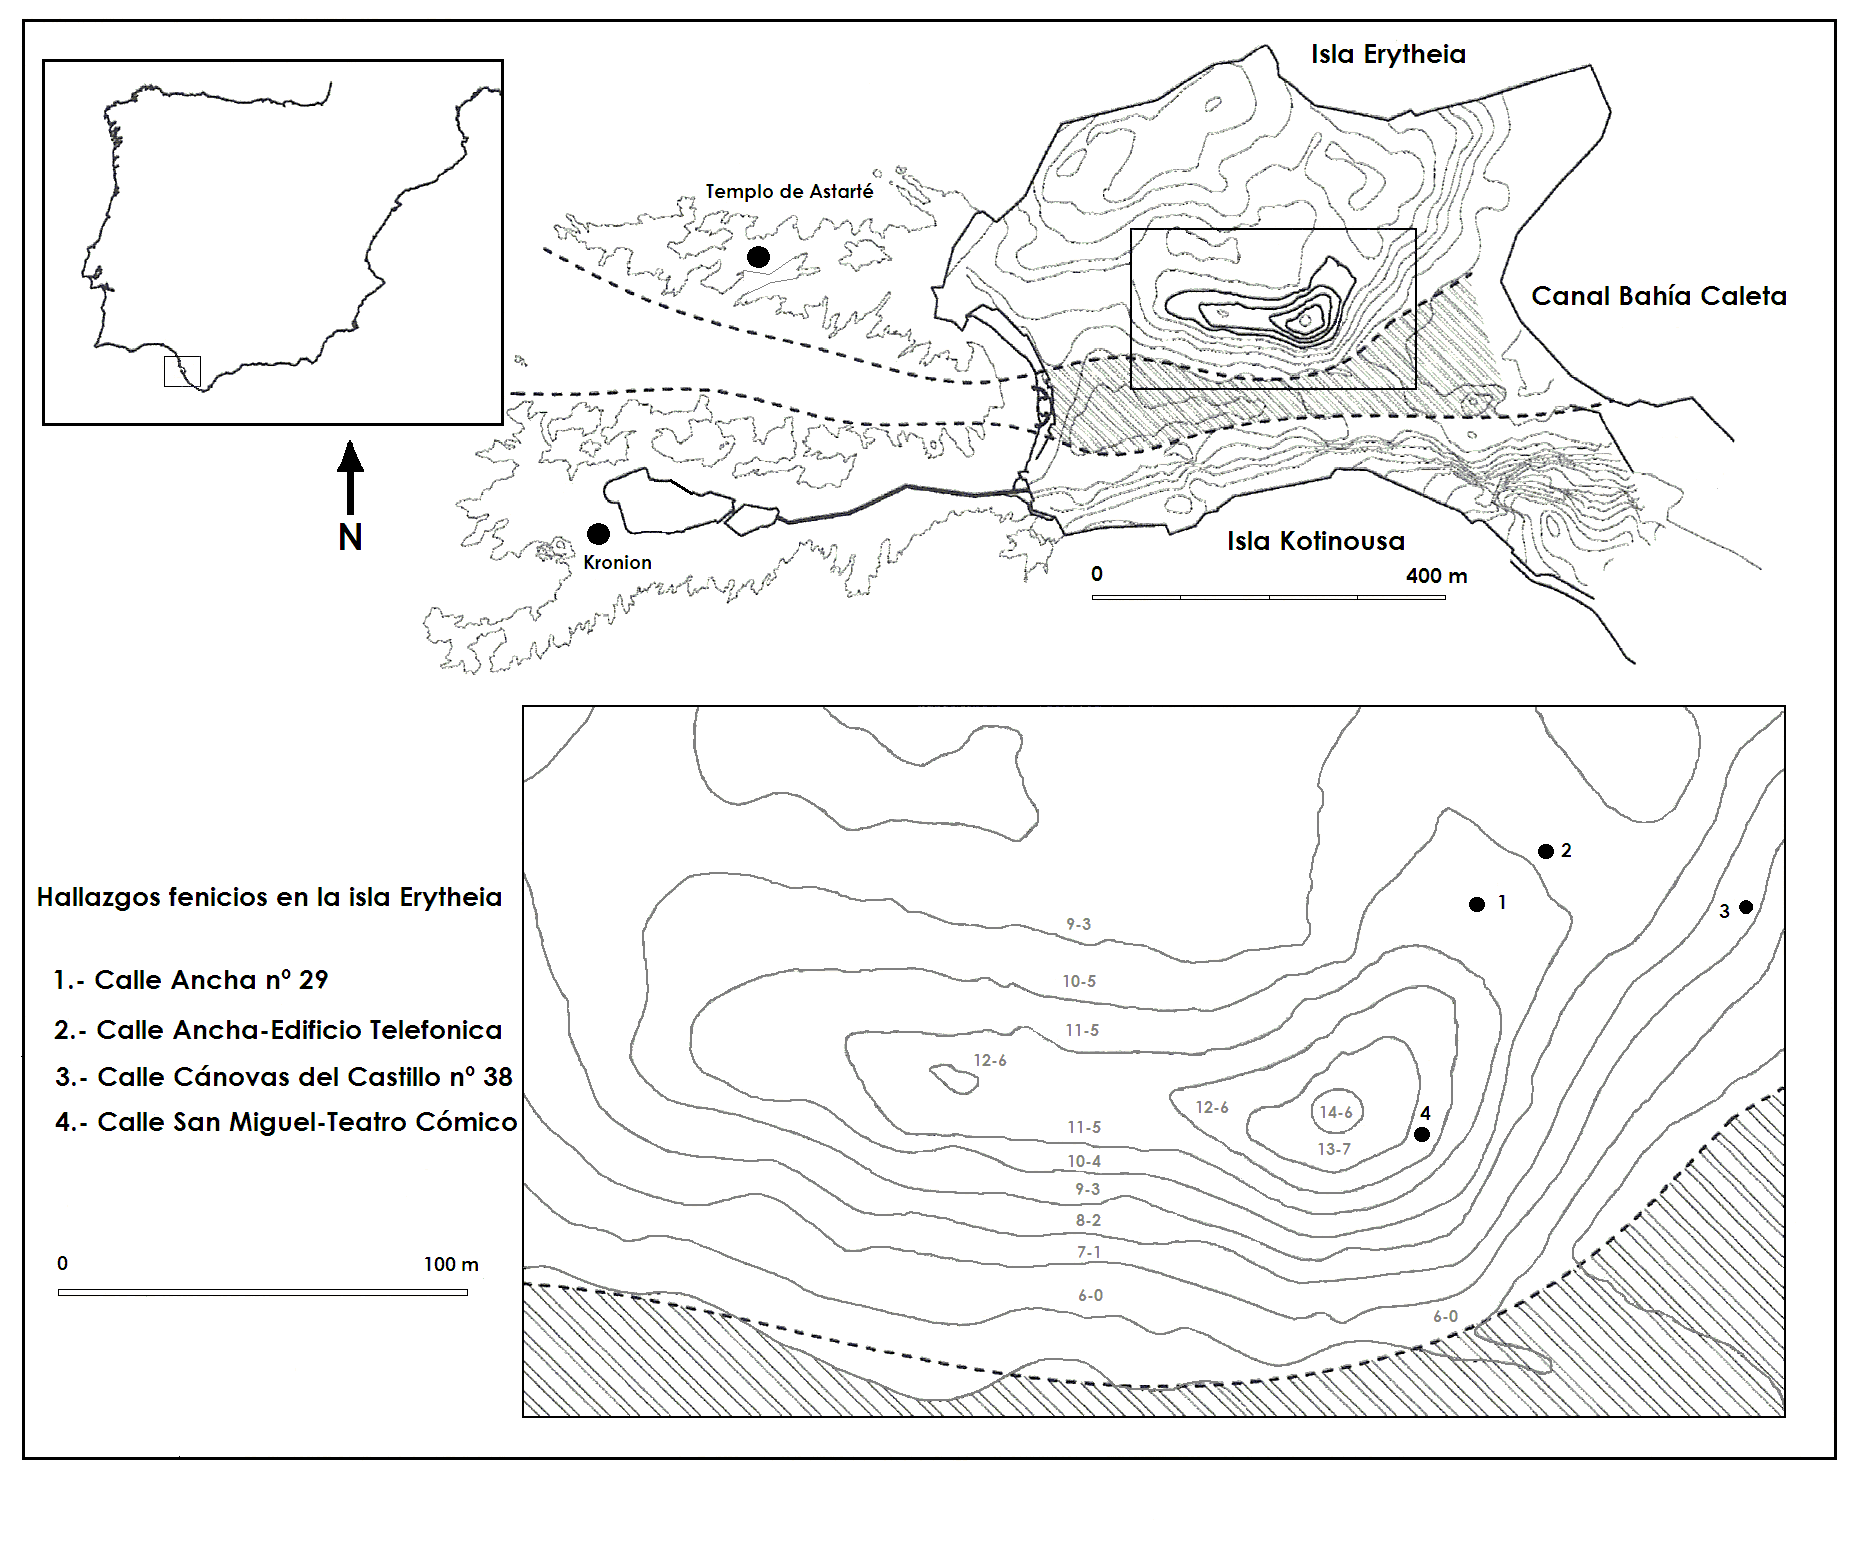 Isla Erytheia
Templo de Astarté
Canal Bahía Caleta
N
Kronion
Isla Kotinousa
0 400 m
Hallazgos fenicios en la isla Erytheia
1.- Calle Ancha nº 29
2.- Calle Ancha-Edificio Telefonica
3.- Calle Cánovas del Castillo nº 38
4.- Calle San Miguel-Teatro Cómico
0 100 m
2
1
3
9-3
10-5
11-5
12-6
12-6
14-6
4
11-5
13-7
10-4
9-3
8-2
7-1
6-0
6-0